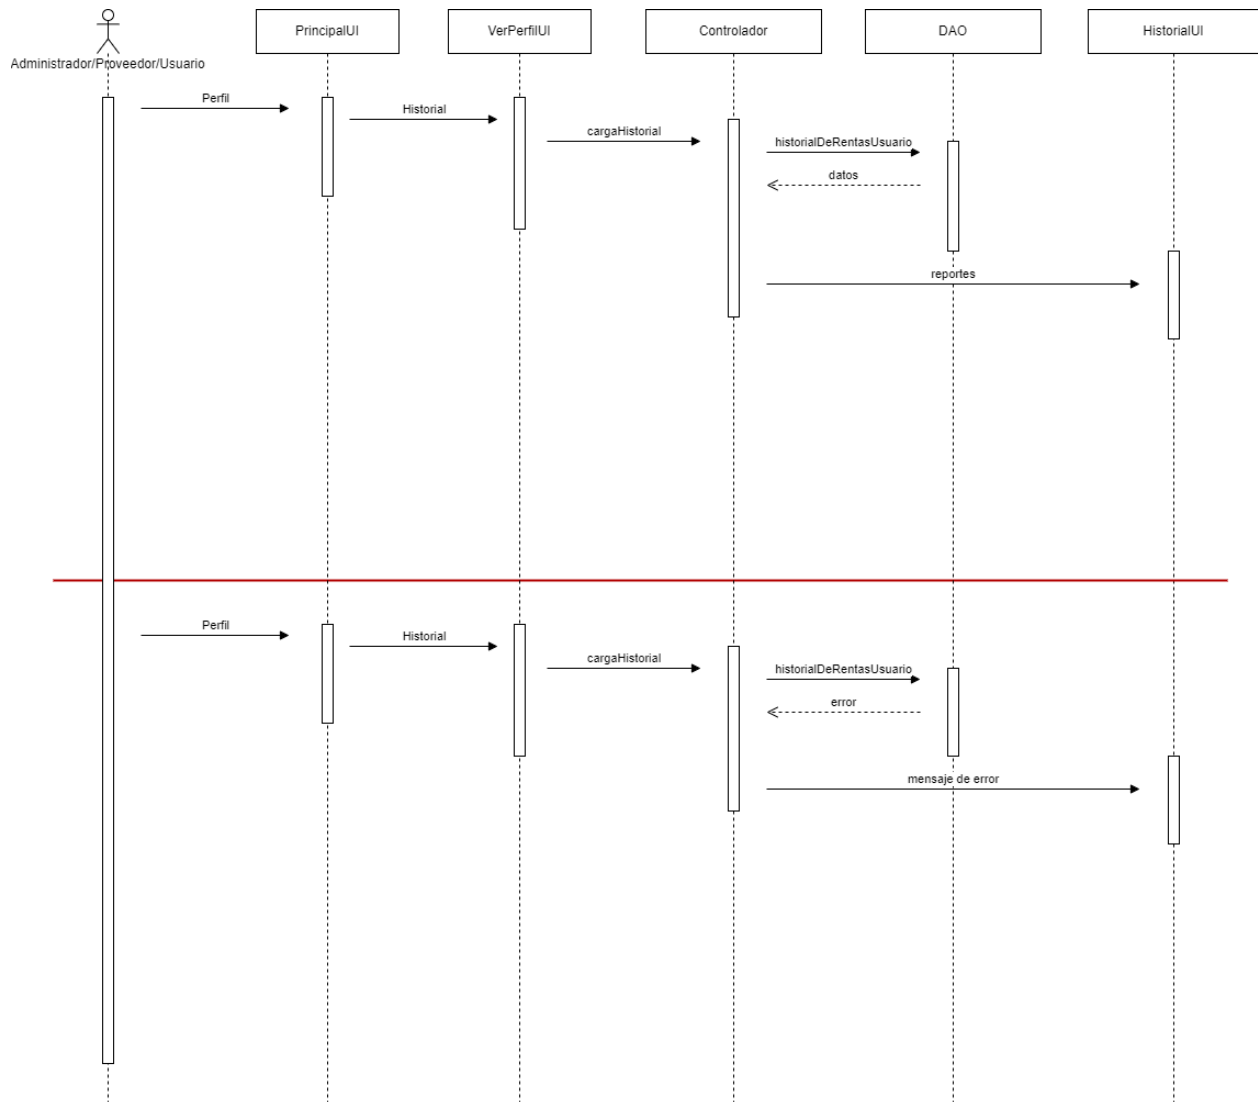 Administrador/Proveedor/Usuario
PrincipalUI
VerPerfilUI
Controlador
DAO
HistorialUI
Perfil
Historial
cargaHistorial
historialDeRentasUsuario
datos
reportes
Perfil
Historial
cargaHistorial
historialDeRentasUsuario
error
mensaje de error